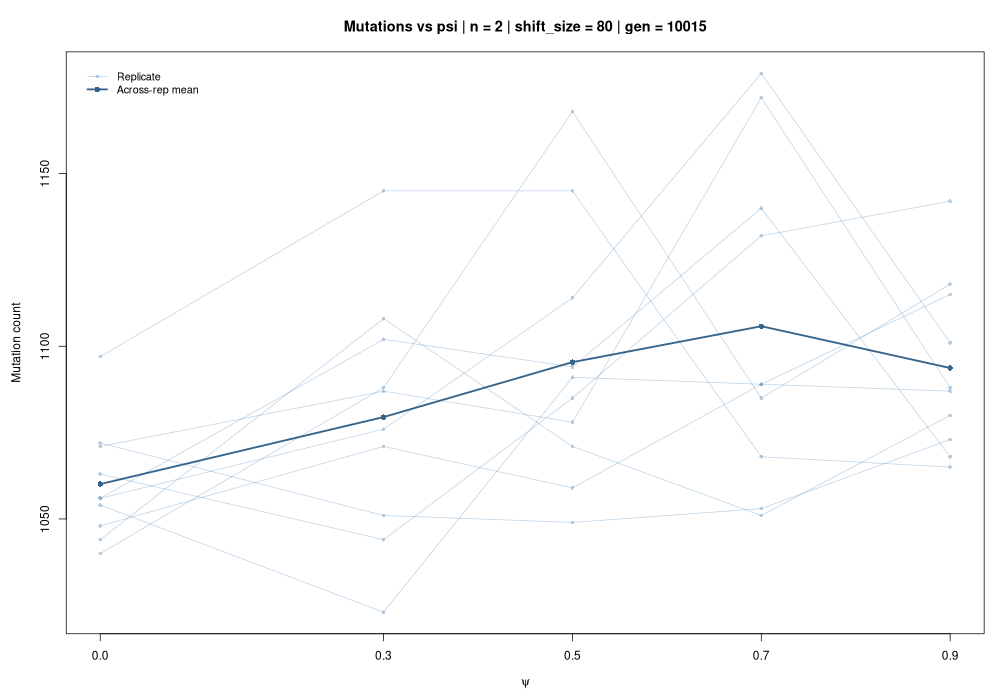 Mutations vs psi | n = 2 | shift_size = 80 | gen = 10015
Replicate
Across-rep mean
Mutation count
1150
1100
1050
0.0
0.3
0.5
0.7
0.9
ψ